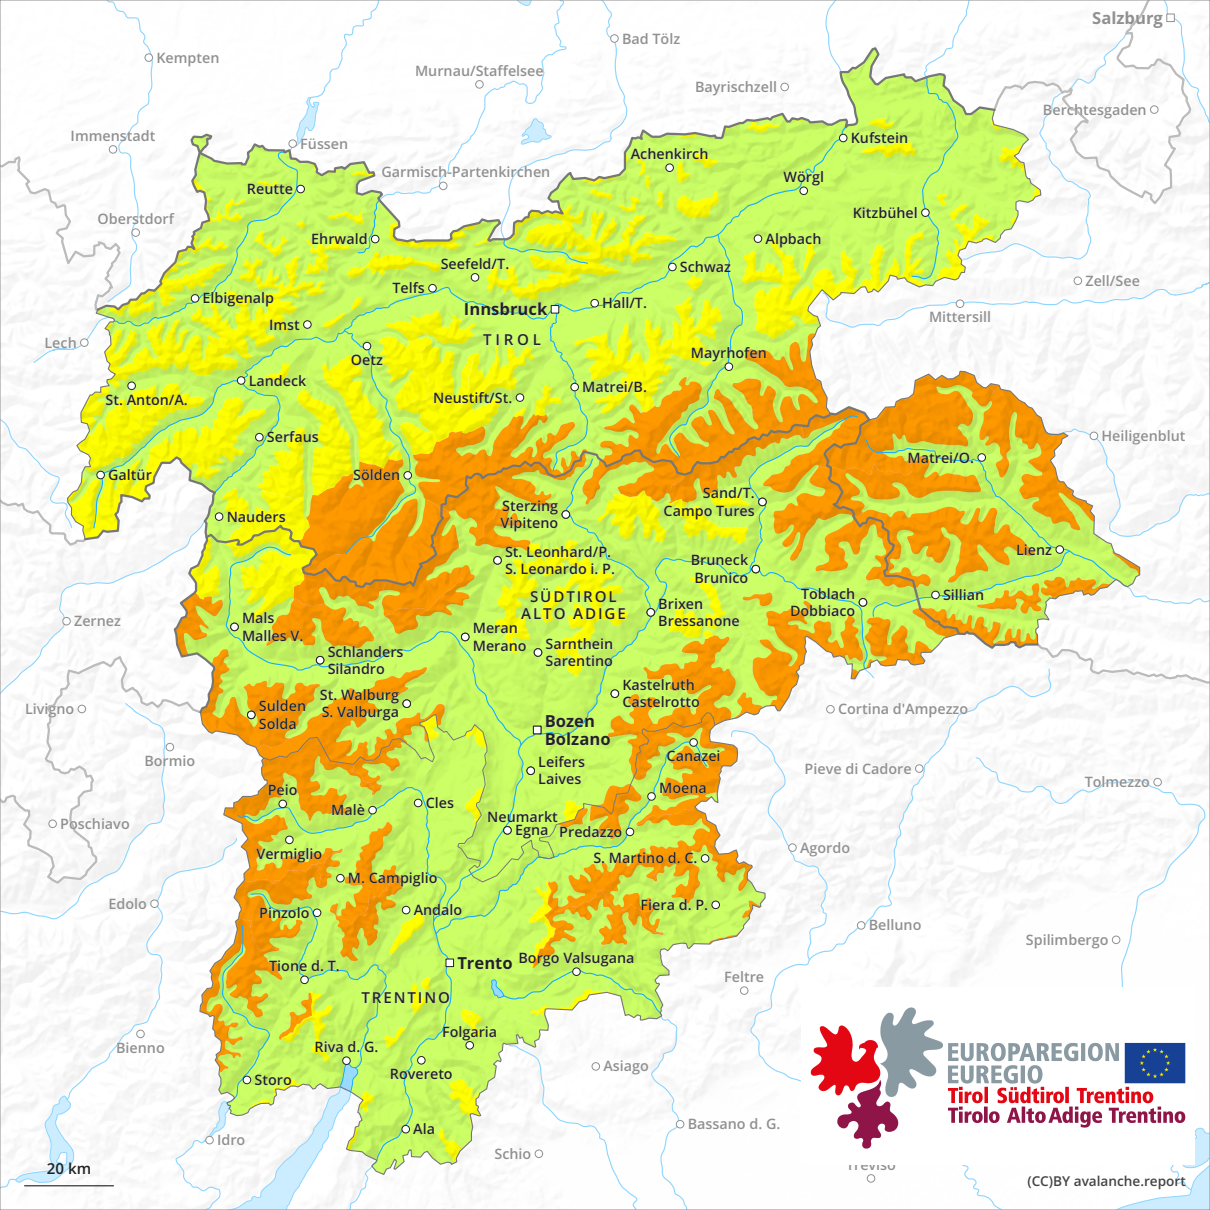 Salzburg
Bad Tölz
Kempten
Murnau/Staffelsee
Bayrischzell
Berchtesgaden
Immenstadt
Füssen
Kufstein
Achenkirch
Garmisch-Partenkirchen
Wörgl
Reutte
Oberstdorf
Kitzbühel
Ehrwald
Alpbach
Seefeld/T.
Schwaz
Zell/See
Telfs
Elbigenalp
Hall/T.
Innsbruck
Mittersill
Imst
TIROL
Lech
Oetz
Mayrhofen
Landeck
Matrei/B.
St. Anton/A.
Neustift/St.
Serfaus
Heiligenblut
Matrei/O.
Galtür
Sölden
Sand/T.
Campo Tures
Sterzing
Vipiteno
Nauders
Lienz
St. Leonhard/P.
S. Leonardo i. P.
Bruneck
Brunico
SÜDTIROL
ALTO ADIGE
Toblach
Dobbiaco
Sillian
Brixen
Bressanone
Zernez
Mals
Malles V.
Meran
Merano
Sarnthein
Sarentino
Schlanders
Silandro
Kastelruth
Castelrotto
St. Walburg
S. Valburga
Livigno
Sulden
Solda
Cortina d'Ampezzo
Bozen
Bolzano
Bormio
Canazei
Leifers
Laives
Pieve di Cadore
Tolmezzo
Peio
Moena
Malè
Cles
Neumarkt
Egna
Predazzo
Poschiavo
Vermiglio
Agordo
S. Martino d. C.
M. Campiglio
Edolo
Pinzolo
Andalo
Fiera d. P.
Belluno
Spilimbergo
Borgo Valsugana
Trento
Tione d. T.
Feltre
TRENTINO
Folgaria
Bienno
Riva d. G.
Asiago
Rovereto
Storo
EUROPAREGION
EUREGIO
Tirol Südtirol Trentino
Tirolo Alto Adige Trentino
Ala
Bassano d. G.
Idro
Schio
Treviso
20 km
(CC)BY avalanche.report